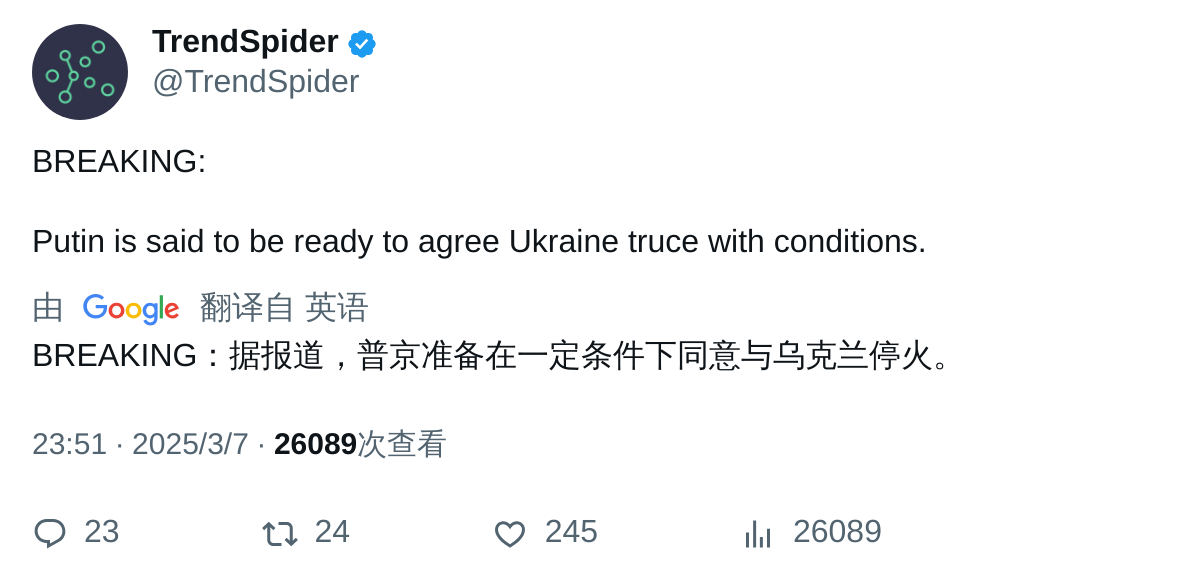 TrendSpider
@TrendSpider
BREAKING:
Putin is said to be ready to agree Ukraine truce with conditions.
由 Google 翻译自 英语
BREAKING：据报道，普京准备在一定条件下同意与乌克兰停火。
23:51 · 2025/3/7 · 26089次查看
23 24 245 26089